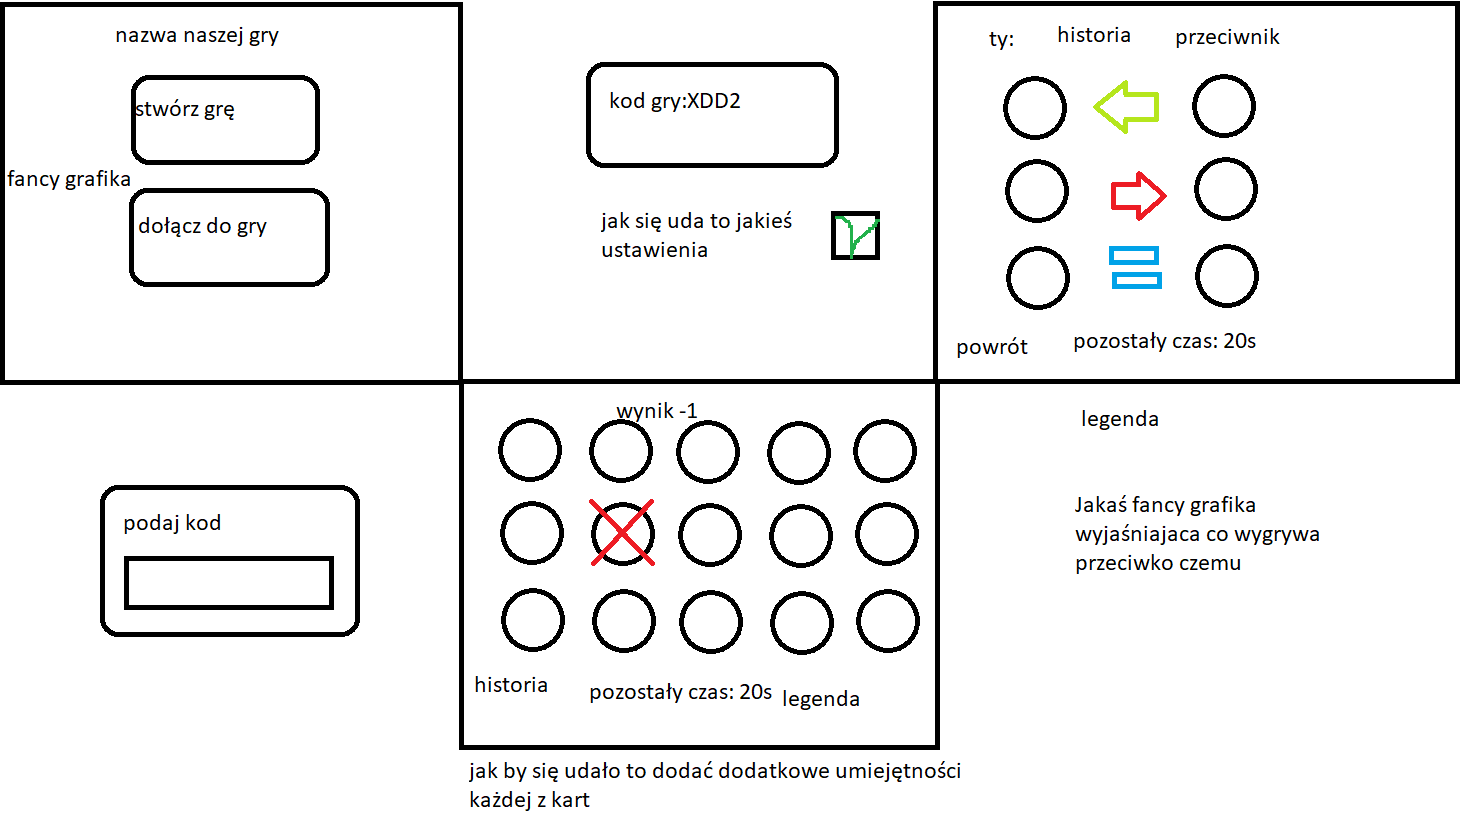 nazwa naszej gry
stwórz grę
fancy grafika
dołącz do gry
kod gry:XDD2
jak się uda to jakieś
ustawienia
ty:
historia
przeciwnik
powrót
pozostały czas: 20s
podaj kod
wynik -1
historia
pozostały czas: 20s
legenda
jak by się udało to dodać dodatkowe umiejętności
każdej z kart
legenda
Jakaś fancy grafika
wyjaśniajaca co wygrywa
przeciwko czemu